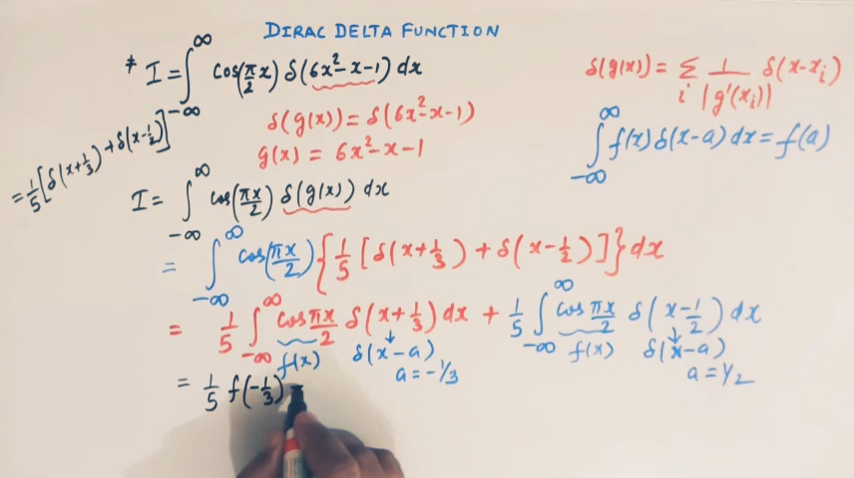 DIRAC DELTA FUNCTION
* I = ∫_{-∞}^{∞} cos(π/2 x) δ(6x²-x-1) dx
δ(g(x)) = Σ_i 1/|g'(x_i)| δ(x-x_i)
δ(g(x)) = δ(6x²-x-1)
∫_{-∞}^{∞} f(x) δ(x-a) dx = f(a)
g(x) = 6x²-x-1
= 1/5 [δ(x+1/3) + δ(x-1/2)]
I = ∫_{-∞}^{∞} cos(πx/2) δ(g(x)) dx
= ∫_{-∞}^{∞} cos(πx/2) {1/5 [δ(x+1/3) + δ(x-1/2)]} dx
= 1/5 ∫_{-∞}^{∞} cos πx/2 δ(x+1/3) dx + 1/5 ∫_{-∞}^{∞} cos πx/2 δ(x-1/2) dx
f(x) δ(x-a) f(x) δ(x-a)
a = -1/3 a = 1/2
= 1/5 f(-1/3)